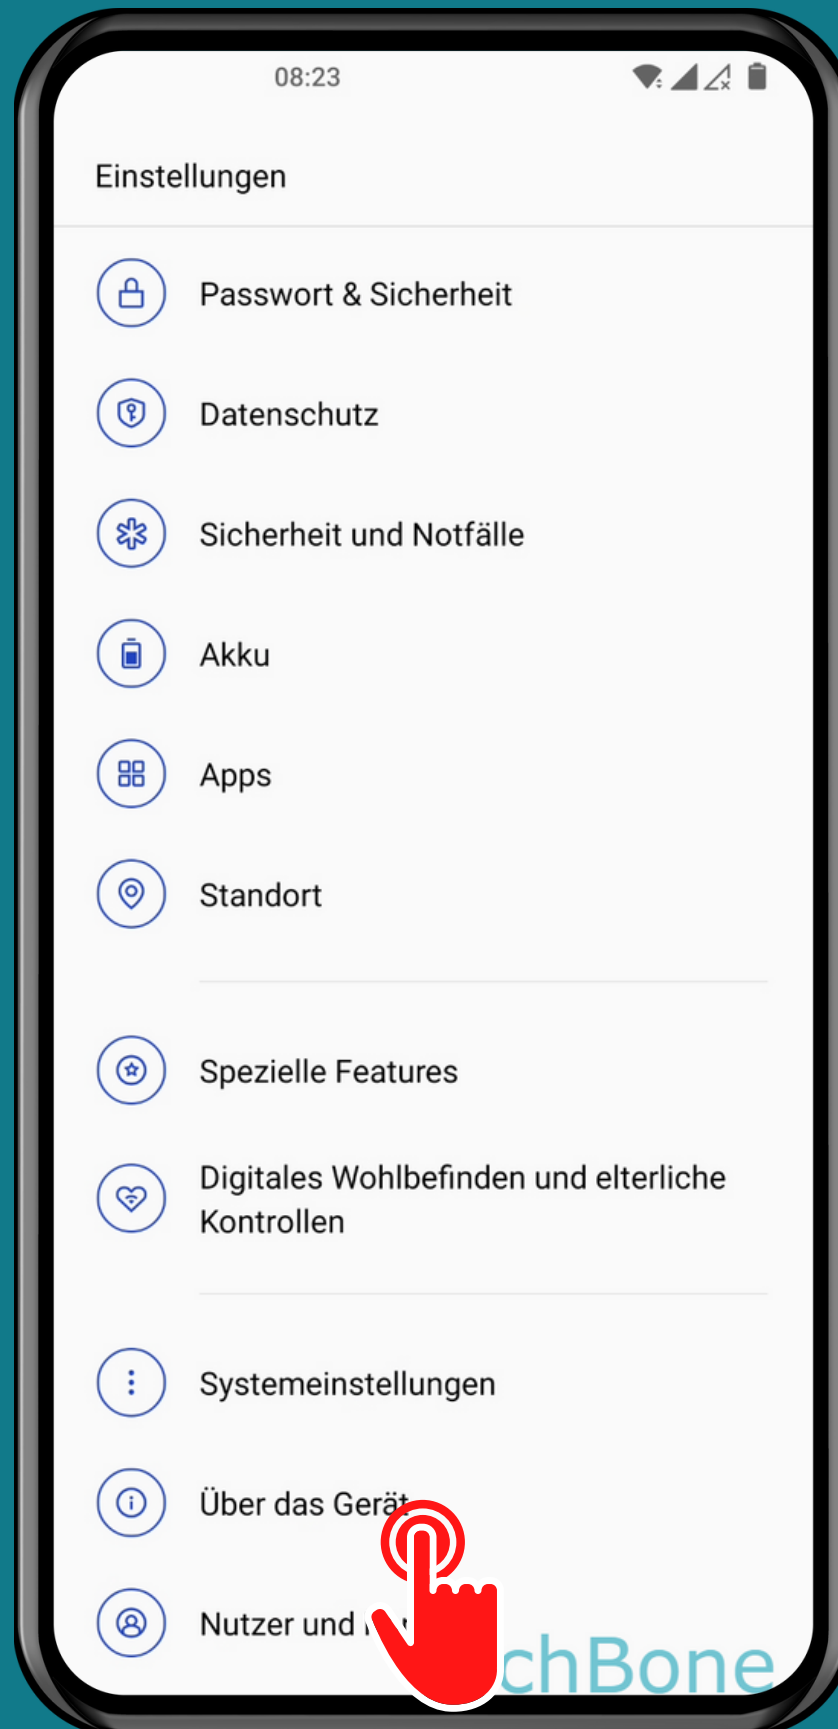 08:23
Einstellungen
Passwort & Sicherheit
Datenschutz
Sicherheit und Notfälle
Akku
Apps
Standort
Spezielle Features
Digitales Wohlbefinden und elterliche
Kontrollen
Systemeinstellungen
Über das Gerät
Nutzer und
chBone